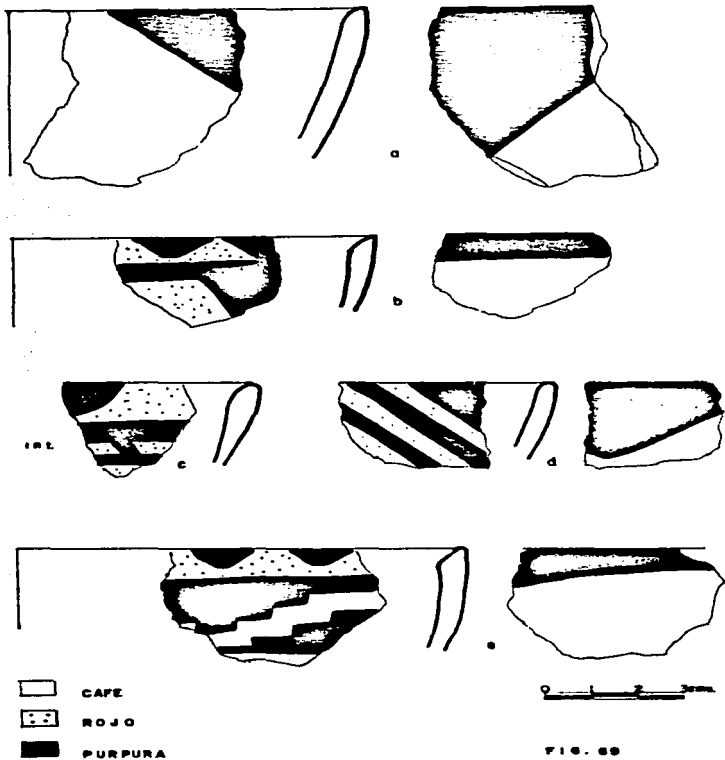 a
b
INT.
c
d
e
CAFE
ROJO
PURPURA
0 1 2 3cms.
FIG. 69